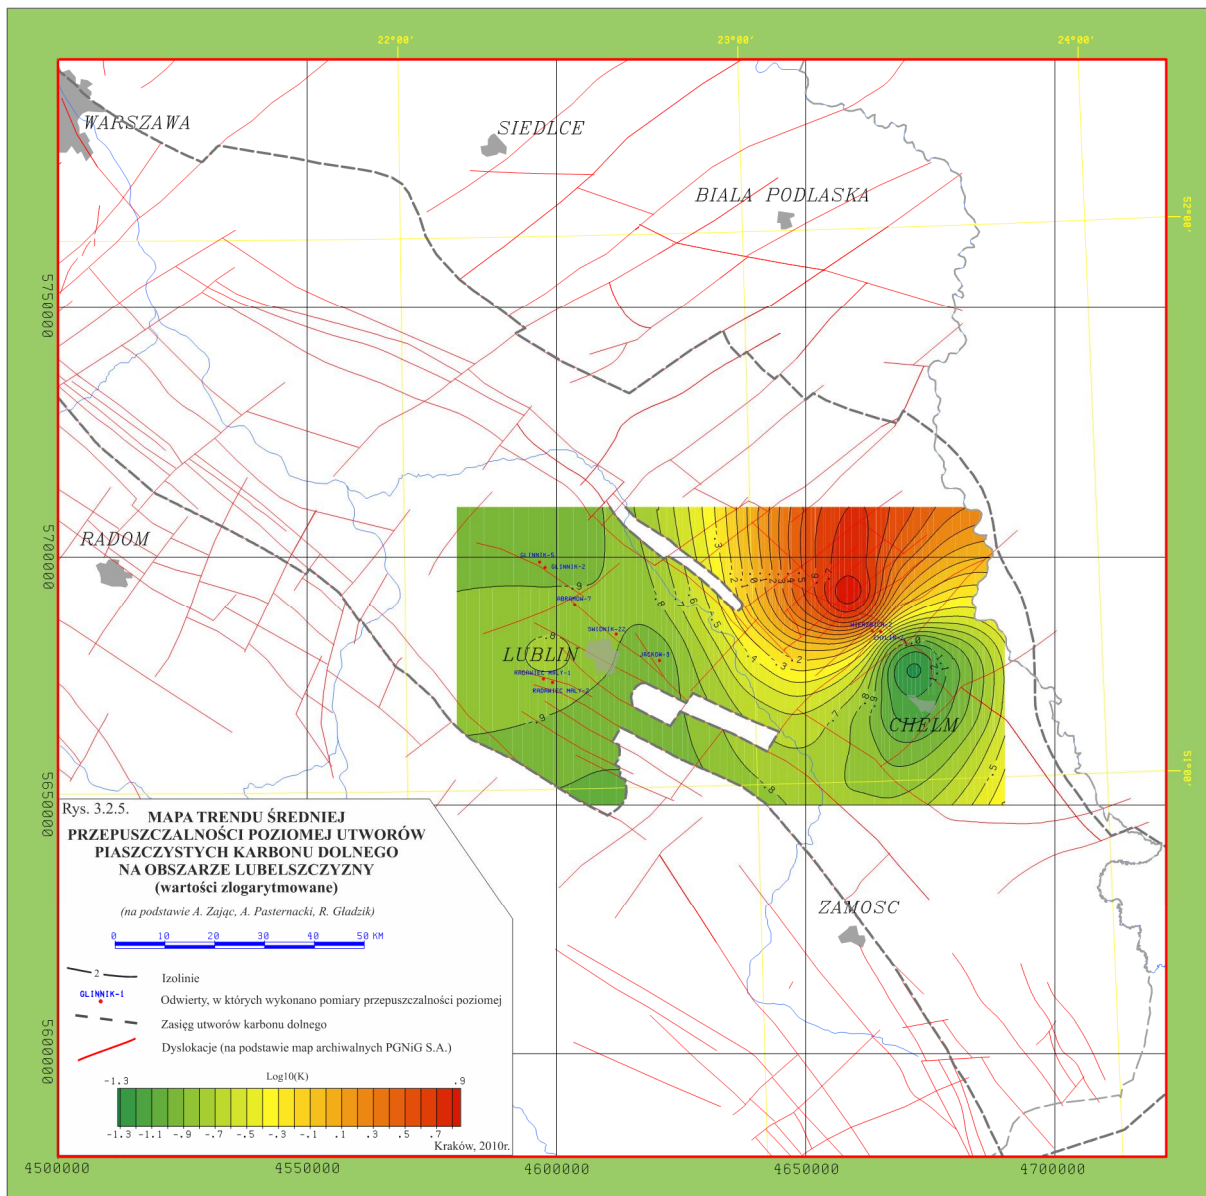 22°00'
23°00'
24°00'
WARSZAWA
SIEDLCE
BIALA PODLASKA
52°00'
5750000
RADOM
5700000
GLINNIK-5
GLINNIK-2
ABRAMOW-7
SWIDNIK-22
LUBLIN
JASKOW-3
RADAWIEC MALY-1
RADAWIEC MALY-2
WIERZBICA-2
CHELM
51°00'
5650000
ZAMOSC
5600000
Rys. 3.2.5.
MAPA TRENDU ŚREDNIEJ
PRZEPUSZCZALNOŚCI POZIOMEJ UTWORÓW
PIASZCZYSTYCH KARBONU DOLNEGO
NA OBSZARZE LUBELSZCZYZNY
(wartości zlogarytmowane)
(na podstawie A. Zając, A. Pasternacki, R. Gładzik)
0 10 20 30 40 50 KM
2 Izolinie
GLINNIK-1
Odwierty, w których wykonano pomiary przepuszczalności poziomej
Zasięg utworów karbonu dolnego
Dyslokacje (na podstawie map archiwalnych PGNiG S.A.)
Log10(K)
-1.3 .9
-1.3 -1.1 -.9 -.7 -.5 -.3 -.1 .1 .3 .5 .7
Kraków, 2010r.
4500000 4550000 4600000 4650000 4700000